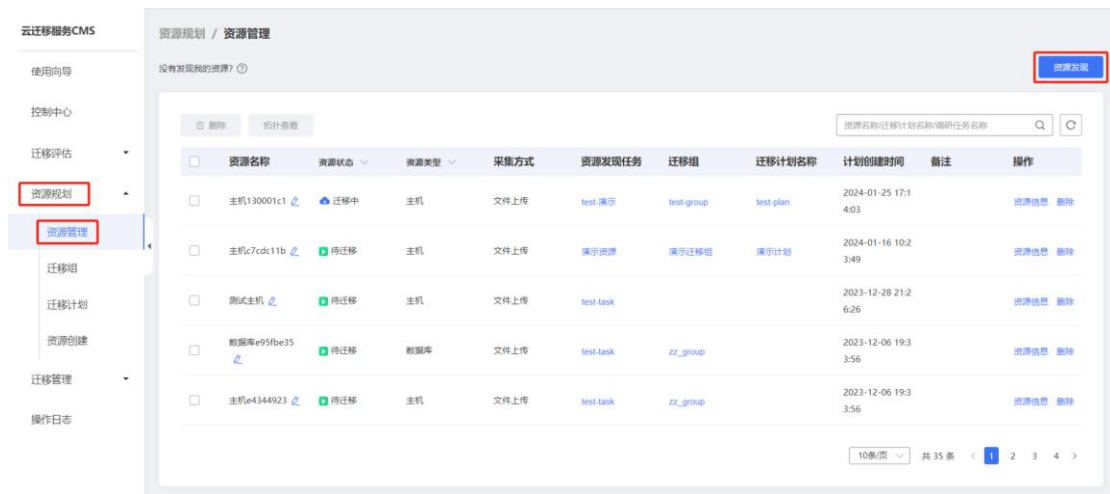 云迁移服务CMS
使用向导
控制中心
迁移评估
资源规划
资源管理
迁移组
迁移计划
资源创建
迁移管理
操作日志
资源规划 / 资源管理
没有发现我的资源? ?
资源发现
删除 拓扑查看
资源名称/迁移计划名称/调研任务名称
资源名称 资源状态 资源类型 采集方式 资源发现任务 迁移组 迁移计划名称 计划创建时间 备注 操作
主机130001c1 迁移中 主机 文件上传 test-演示 test-group test-plan 2024-01-25 17:1 资源信息 删除
4:03
主机c7cdc11b 待迁移 主机 文件上传 演示资源 演示迁移组 演示计划 2024-01-16 10:2 资源信息 删除
3:49
测试主机 待迁移 主机 文件上传 test-task 2023-12-28 21:2 资源信息 删除
6:26
数据库e95fbe35 待迁移 数据库 文件上传 test-task zz_group 2023-12-06 19:3 资源信息 删除
3:56
主机e4344923 待迁移 主机 文件上传 test-task zz_group 2023-12-06 19:3 资源信息 删除
3:56
10条/页 共 35 条 < 1 2 3 4 >